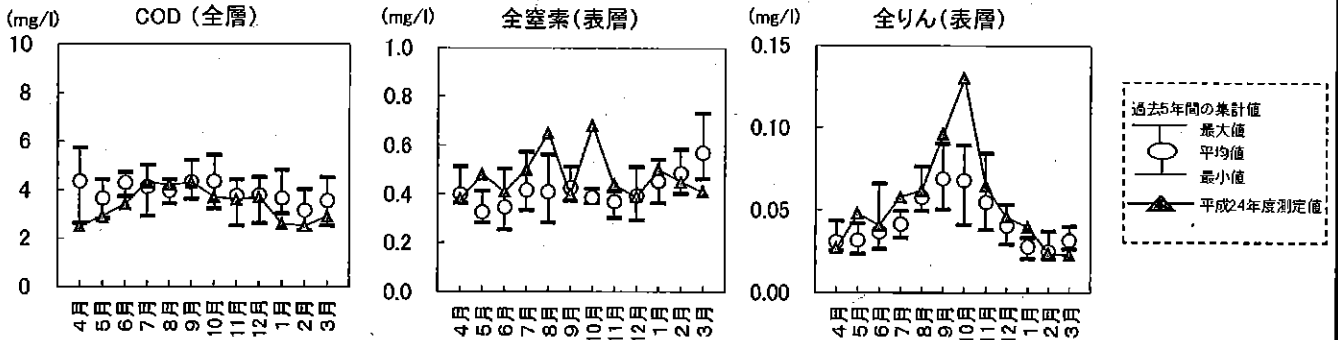 (mg/l)
COD (全層)
10
8
6
4
2
0
4月
5月
6月
7月
8月
9月
10月
11月
12月
1月
2月
3月
(mg/l)
全窒素(表層)
1.0
0.8
0.6
0.4
0.2
0.0
4月
5月
6月
7月
8月
9月
10月
11月
12月
1月
2月
3月
(mg/l)
全りん(表層)
0.15
0.10
0.05
0.00
4月
5月
6月
7月
8月
9月
10月
11月
12月
1月
2月
3月
過去5年間の集計値
最大値
平均値
最小値
平成24年度測定値